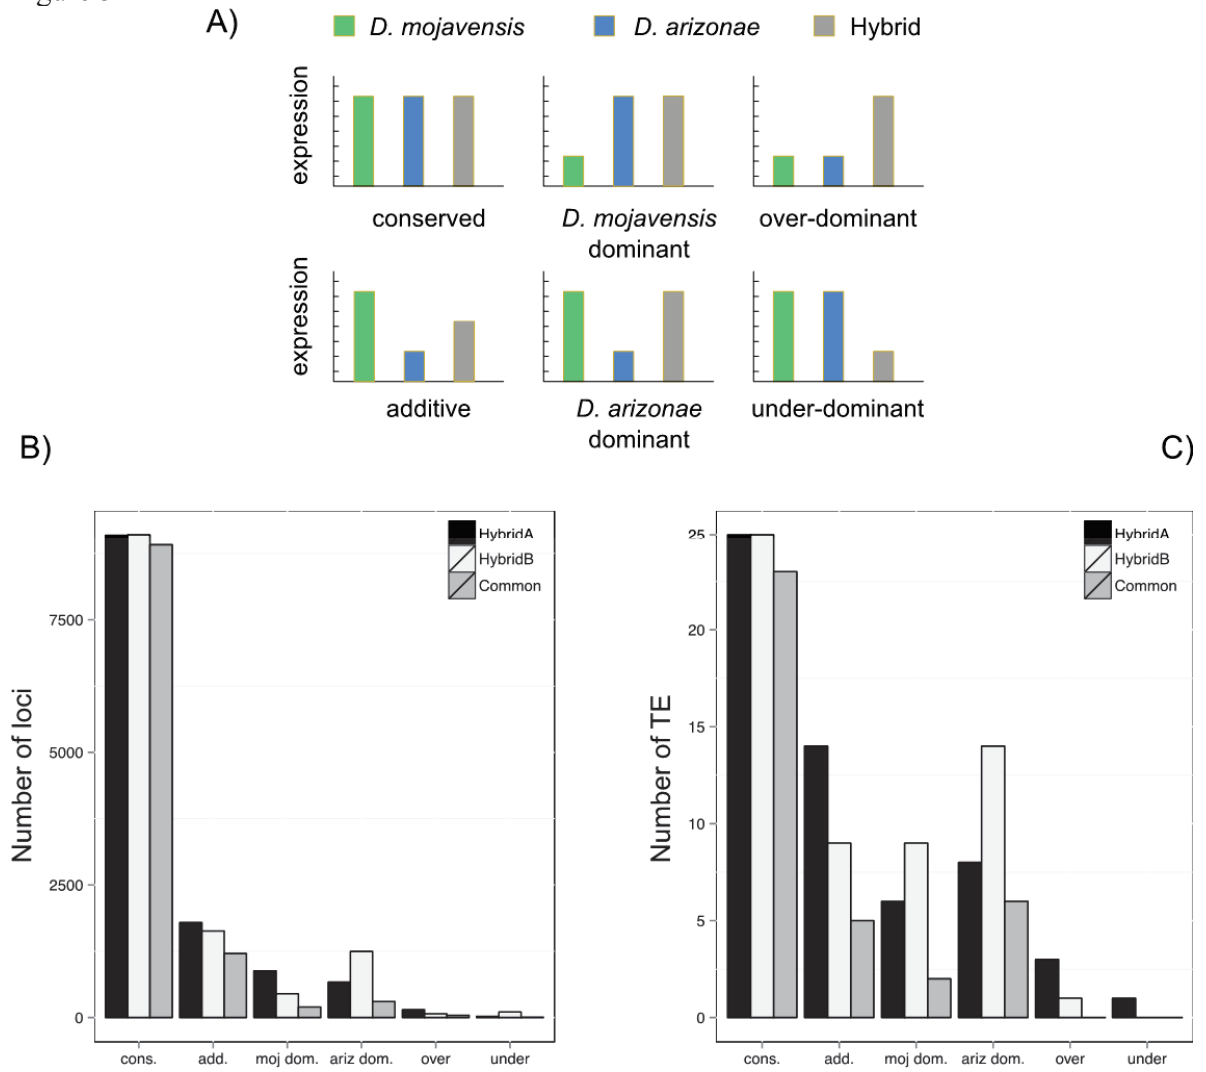 A)
D. mojavensis D. arizonae Hybrid
expression
conserved
D. mojavensis
dominant
over-dominant
expression
additive
D. arizonae
dominant
under-dominant
B)
C)
Number of loci
7500
5000
2500
0
HybridA
HybridB
Common
cons. add. moj dom. ariz dom. over under
Number of TE
25
20
15
10
5
0
HybridA
HybridB
Common
cons. add. moj dom. ariz dom. over under